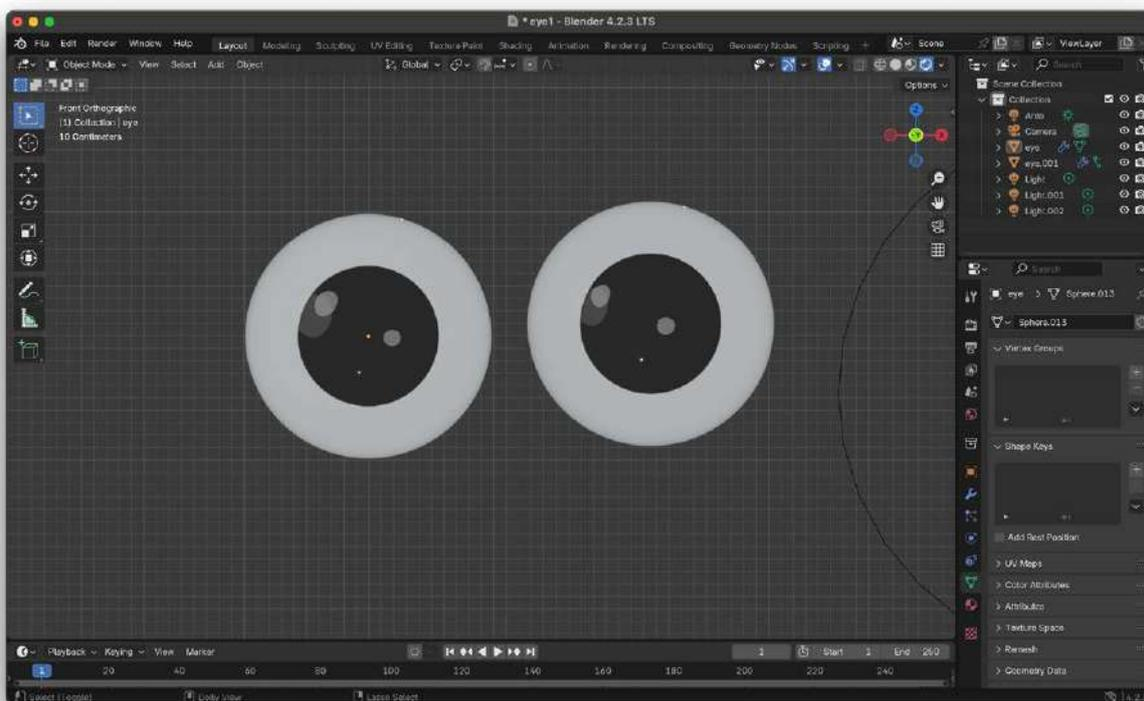 * eye1 - Blender 4.2.3 LTS
File Edit Render Window Help Layout Modeling Sculpting UV Editing Texture Paint Shading Animation Rendering Compositing Geometry Nodes Scripting + Scene ViewLayer
Object Mode View Select Add Object Global Search
Options
Front Orthographic
(1) Collection | eye
10 Centimeters
Scene Collection
Collection
Area
Camera
eye
eye.001
Light
Light.001
Light.002
Z
-Y
X
Search
eye > Sphere.013
Sphere.013
Vertex Groups
Shape Keys
Add Rest Position
UV Maps
Color Attributes
Attributes
Texture Space
Remesh
Geometry Data
Playback Keying View Marker 1 Start 1 End 250
1 20 40 60 80 100 120 140 160 180 200 220 240
Select (Toggle) Dolly View Lasso Select 4.2.